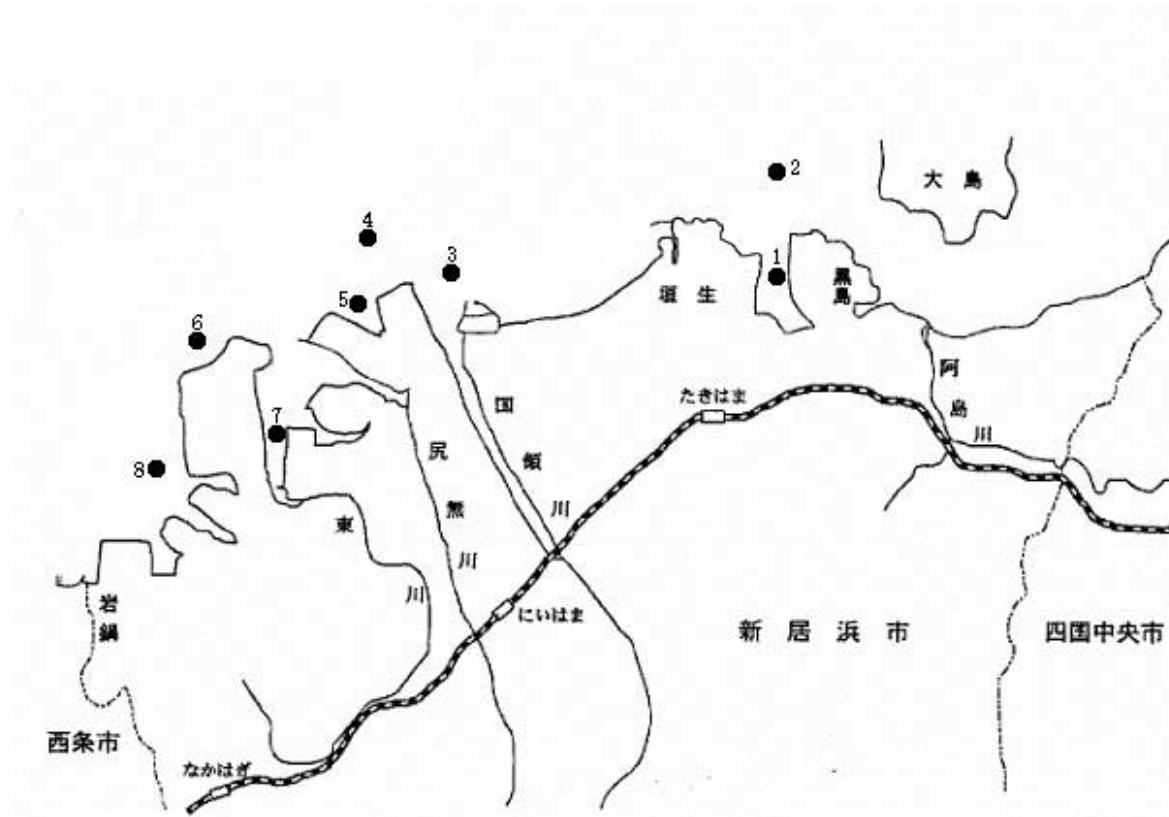 2
大島
4
3
1
黒島
垣生
5
6
阿島川
たきはま
国領川
7
尻無川
8
東川
岩鍋
にいはま
新居浜市
四国中央市
西条市
なかはぎ